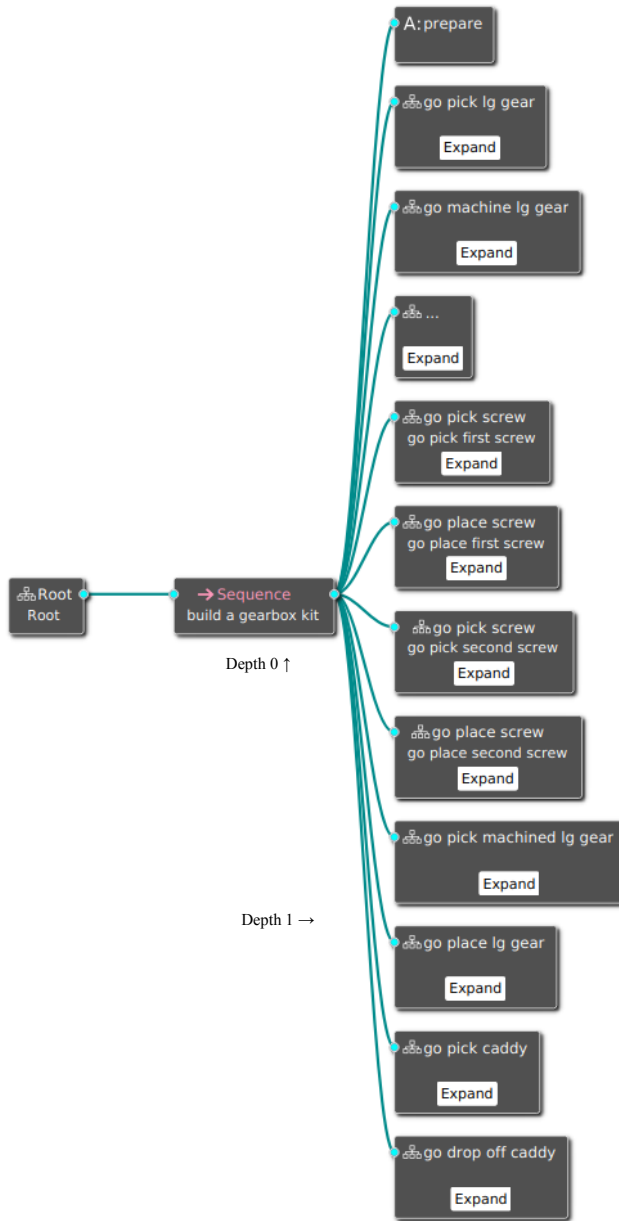 A: prepare
go pick lg gear
Expand
go machine lg gear
Expand
...
Expand
go pick screw
go pick first screw
Expand
go place screw
go place first screw
Expand
Root
Root
→ Sequence
build a gearbox kit
Depth 0 ↑
go pick screw
go pick second screw
Expand
go place screw
go place second screw
Expand
go pick machined lg gear
Expand
Depth 1 →
go place lg gear
Expand
go pick caddy
Expand
go drop off caddy
Expand